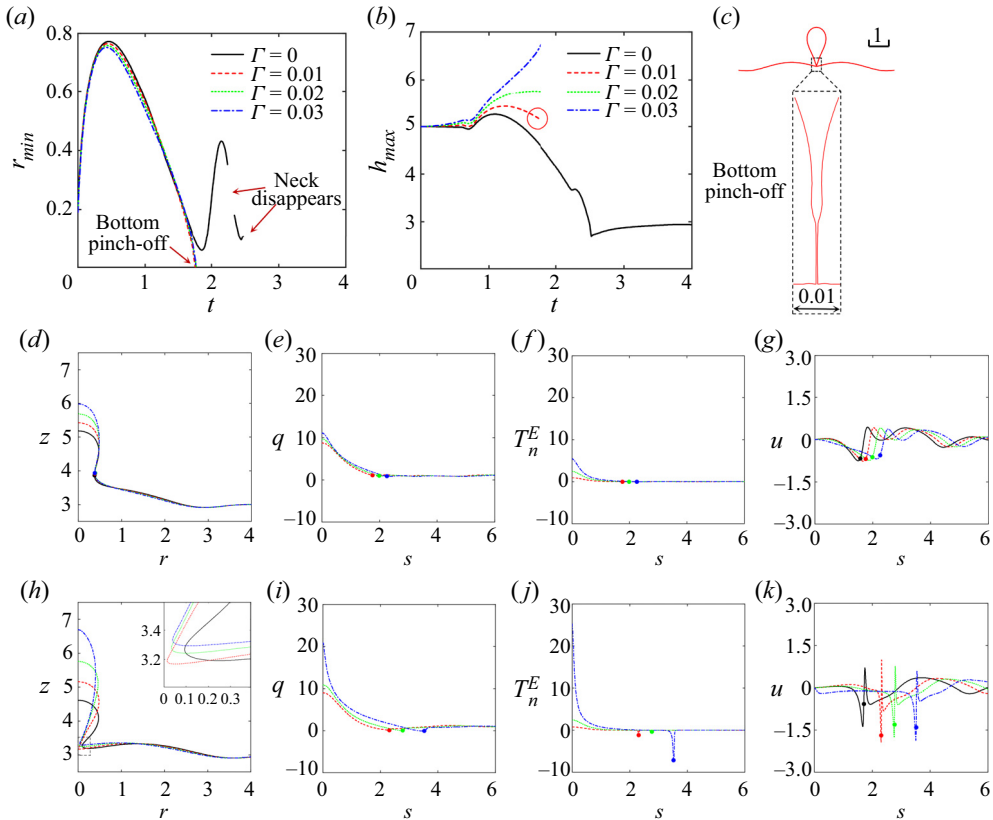 (a)
0.8
0.6
0.4
0.2
0
1
2
3
4
r_min
t
Γ = 0
Γ = 0.01
Γ = 0.02
Γ = 0.03
Neck
disappears
Bottom
pinch-off
(b)
7
6
5
4
3
2
0
1
2
3
4
h_max
t
Γ = 0
Γ = 0.01
Γ = 0.02
Γ = 0.03
(c)
1
Bottom
pinch-off
0.01
(d)
7
6
5
4
3
z
0
1
2
3
4
r
(e)
30
20
10
0
−10
q
0
2
4
6
s
(f)
30
20
10
0
−10
T_n^E
0
2
4
6
s
(g)
3.0
1.5
0
−1.5
−3.0
u
0
2
4
6
s
(h)
7
6
5
4
3
z
3.4
3.2
0
0.1
0.2
0.3
0
1
2
3
4
r
(i)
30
20
10
0
−10
q
0
2
4
6
s
(j)
30
20
10
0
−10
T_n^E
0
2
4
6
s
(k)
3.0
1.5
0
−1.5
−3.0
u
0
2
4
6
s